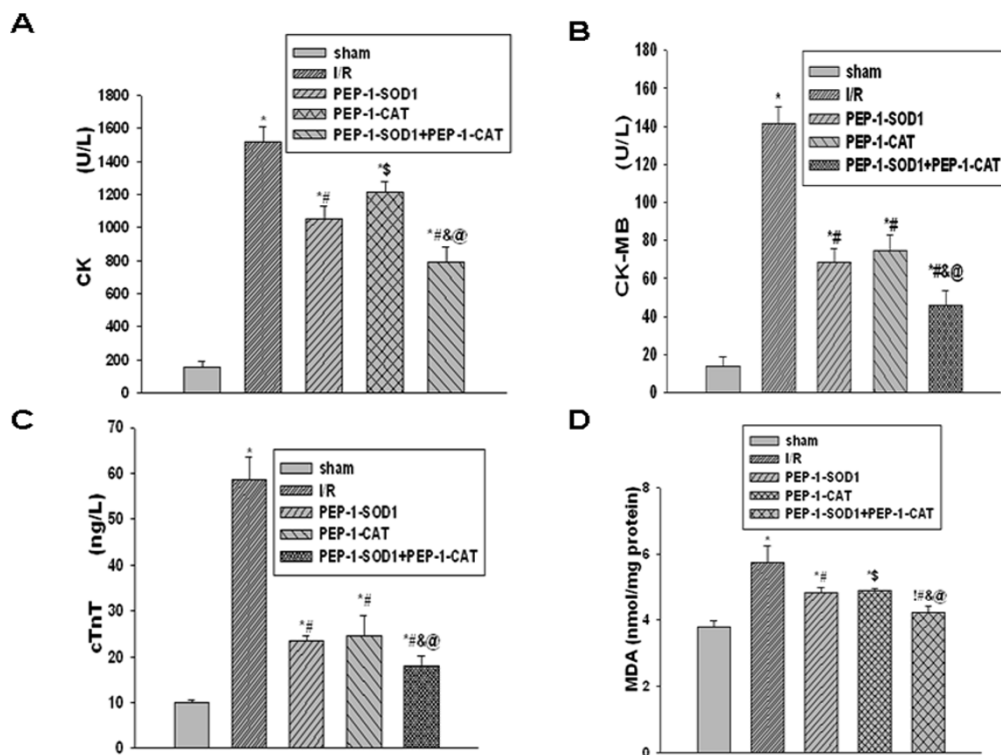 A
sham
I/R
PEP-1-SOD1
PEP-1-CAT
PEP-1-SOD1+PEP-1-CAT
CK (U/L)
1800
1600
1400
1200
1000
800
600
400
200
0
*
*#
*$
*#&@
B
sham
I/R
PEP-1-SOD1
PEP-1-CAT
PEP-1-SOD1+PEP-1-CAT
CK-MB (U/L)
180
160
140
120
100
80
60
40
20
0
*
*#
*#
*#&@
C
sham
I/R
PEP-1-SOD1
PEP-1-CAT
PEP-1-SOD1+PEP-1-CAT
cTnT (ng/L)
70
60
50
40
30
20
10
0
*
*#
*#
*#&@
D
sham
I/R
PEP-1-SOD1
PEP-1-CAT
PEP-1-SOD1+PEP-1-CAT
MDA (nmol/mg protein)
8
6
4
2
0
*
*#
*$
!#&@